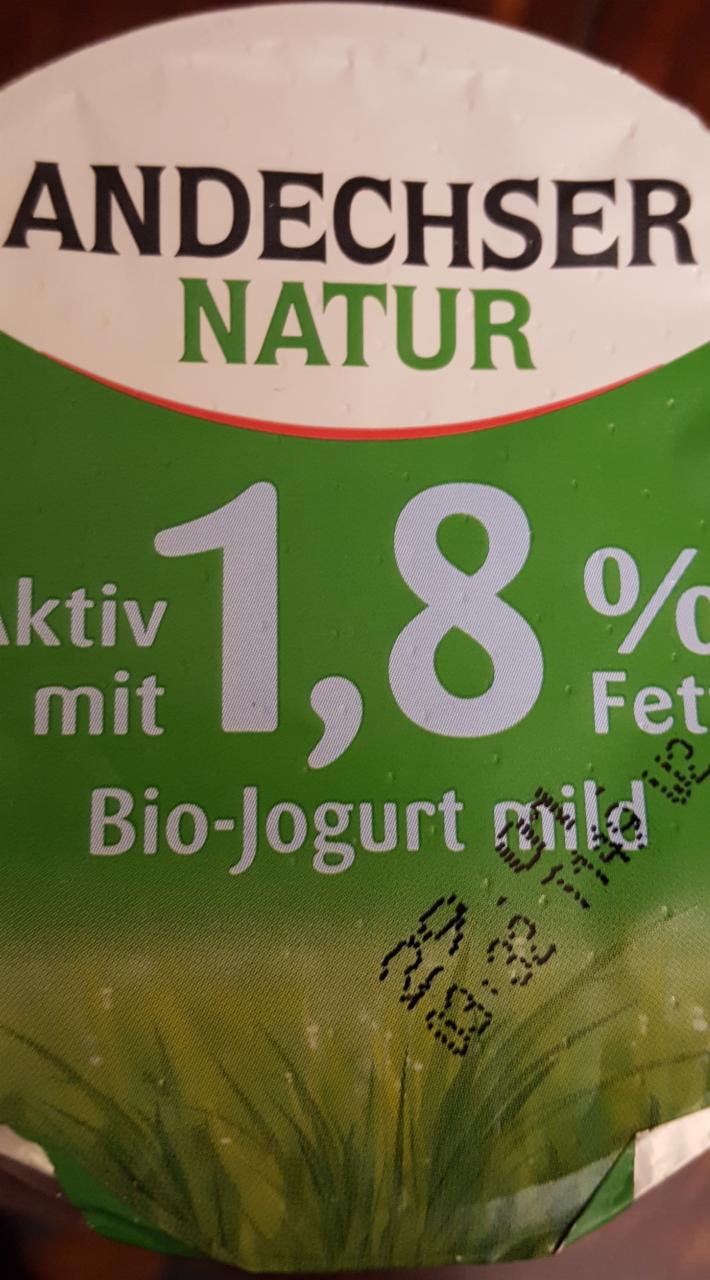 ANDECHSER
NATUR
Aktiv
mit
1,8 %
Fett
Bio-Jogurt mild